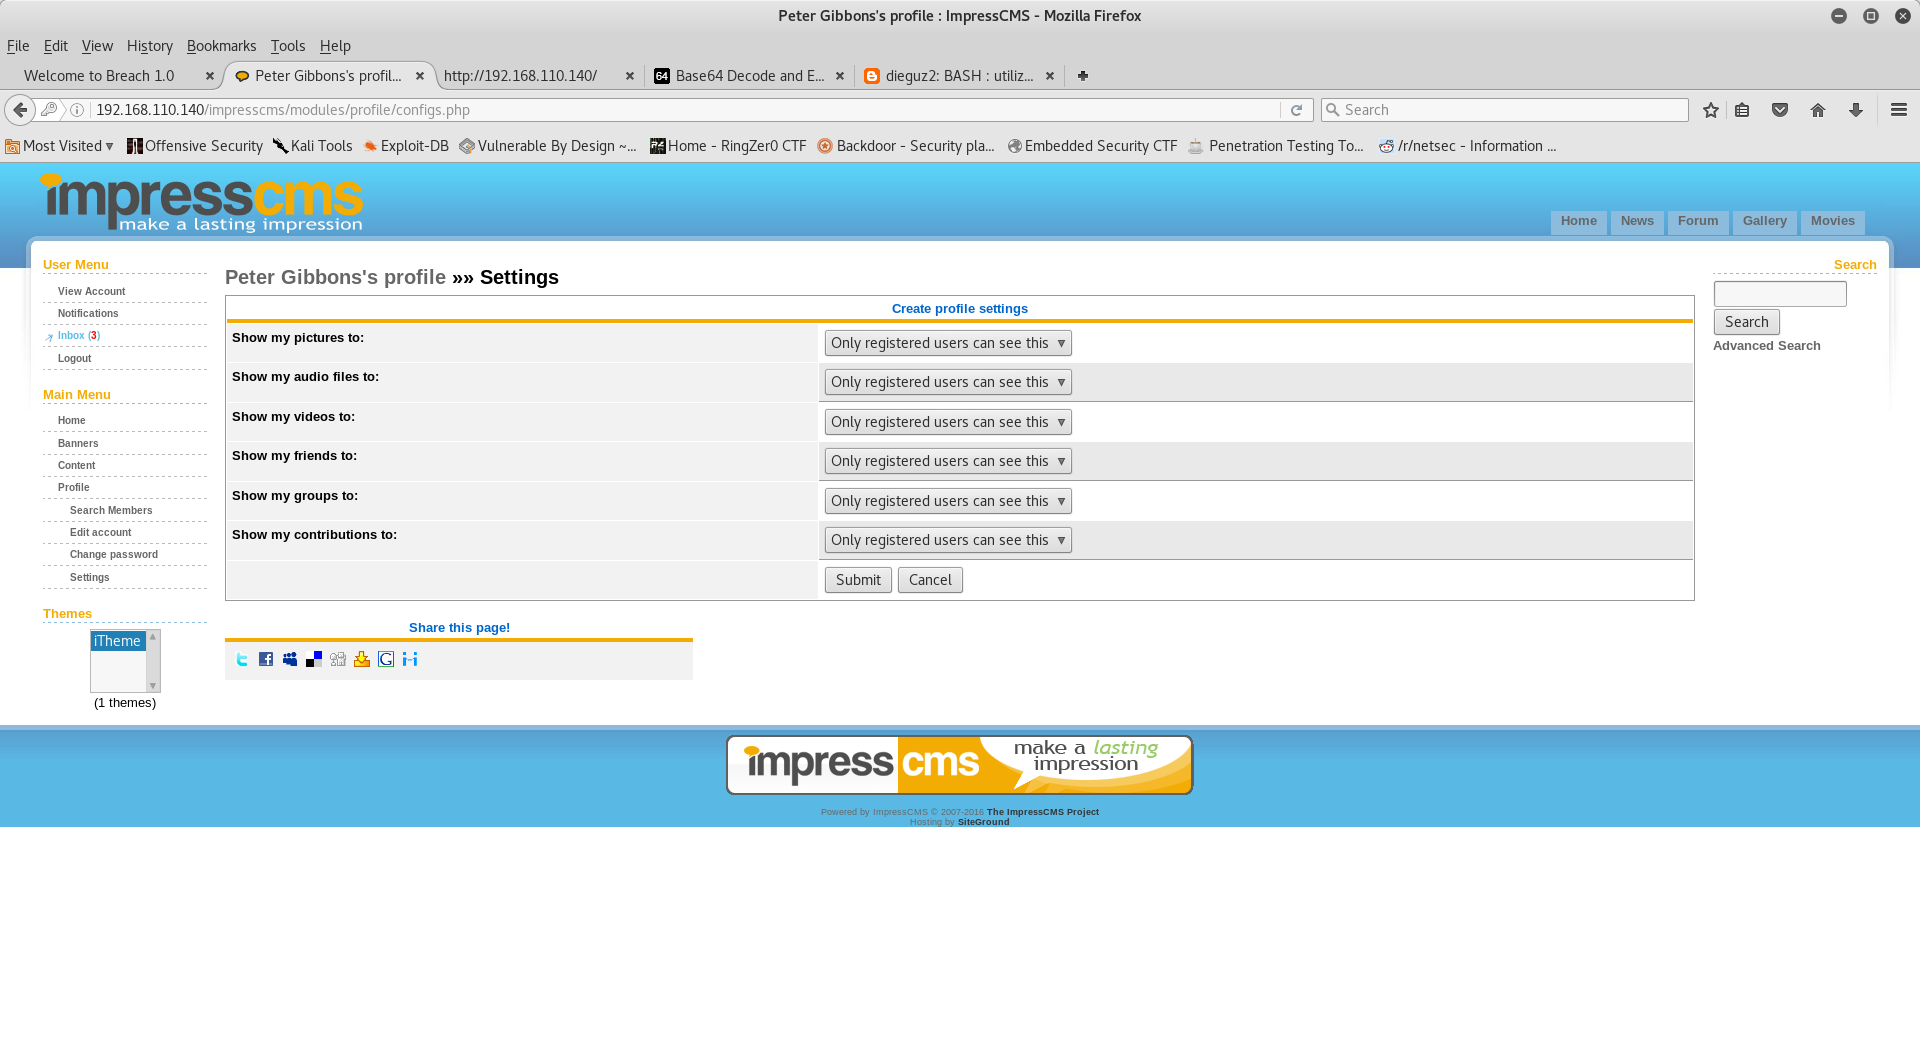 Peter Gibbons's profile : ImpressCMS - Mozilla Firefox
File Edit View History Bookmarks Tools Help
Welcome to Breach 1.0
Peter Gibbons's profil...
http://192.168.110.140/
64
Base64 Decode and E...
dieguz2: BASH : utiliz...
192.168.110.140/impresscms/modules/profile/configs.php
Search
Most Visited
Offensive Security
Kali Tools
Exploit-DB
Vulnerable By Design ~...
Home - RingZer0 CTF
Backdoor - Security pla...
Embedded Security CTF
Penetration Testing To...
/r/netsec - Information ...
impresscms
make a lasting impression
Home
News
Forum
Gallery
Movies
User Menu
View Account
Notifications
Inbox (3)
Logout
Main Menu
Home
Banners
Content
Profile
Search Members
Edit account
Change password
Settings
Themes
iTheme
(1 themes)
Peter Gibbons's profile »» Settings
Create profile settings
Show my pictures to: Only registered users can see this
Show my audio files to: Only registered users can see this
Show my videos to: Only registered users can see this
Show my friends to: Only registered users can see this
Show my groups to: Only registered users can see this
Show my contributions to: Only registered users can see this
Submit Cancel
Share this page!
Search
Search
Advanced Search
impresscms
make a lasting
impression
Powered by ImpressCMS © 2007-2016 The ImpressCMS Project
Hosting by SiteGround